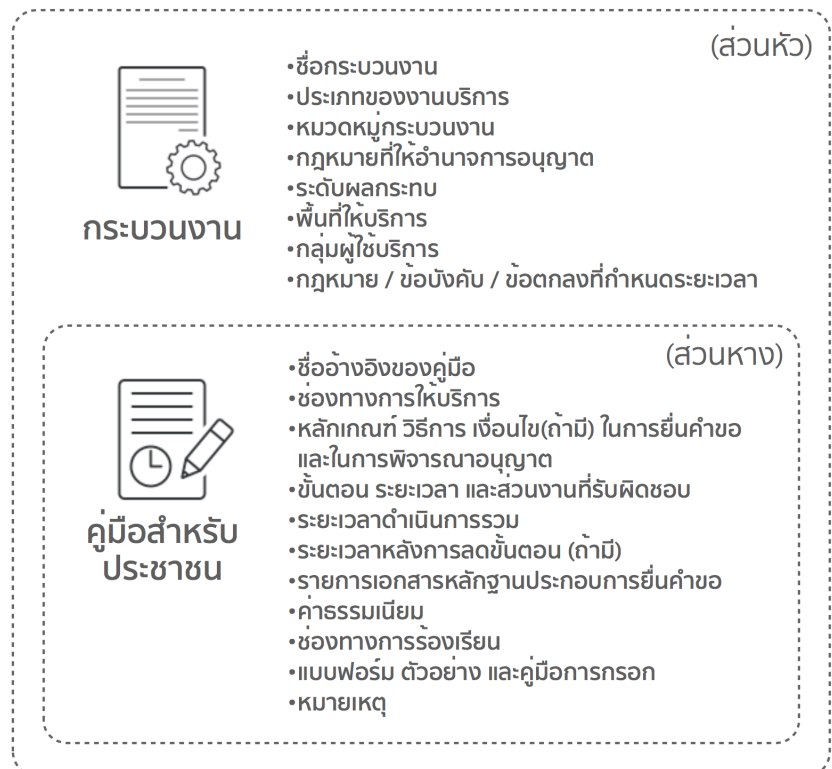 (ส่วนหัว)
•ชื่อกระบวนงาน
•ประเภทของงานบริการ
•หมวดหมู่กระบวนงาน
•กฎหมายที่ให้อำนาจการอนุญาต
•ระดับผลกระทบ
•พื้นที่ให้บริการ
•กลุ่มผู้ใช้บริการ
•กฎหมาย / ข้อบังคับ / ข้อตกลงที่กำหนดระยะเวลา
กระบวนงาน
(ส่วนหาง)
•ชื่ออ้างอิงของคู่มือ
•ช่องทางการให้บริการ
•หลักเกณฑ์ วิธีการ เงื่อนไข(ถ้ามี) ในการยื่นคำขอ
และในการพิจารณาอนุญาต
•ขั้นตอน ระยะเวลา และส่วนงานที่รับผิดชอบ
•ระยะเวลาดำเนินการรวม
•ระยะเวลาหลังการลดขั้นตอน (ถ้ามี)
•รายการเอกสารหลักฐานประกอบการยื่นคำขอ
•ค่าธรรมเนียม
•ช่องทางการร้องเรียน
•แบบฟอร์ม ตัวอย่าง และคู่มือการกรอก
•หมายเหตุ
คู่มือสำหรับ
ประชาชน